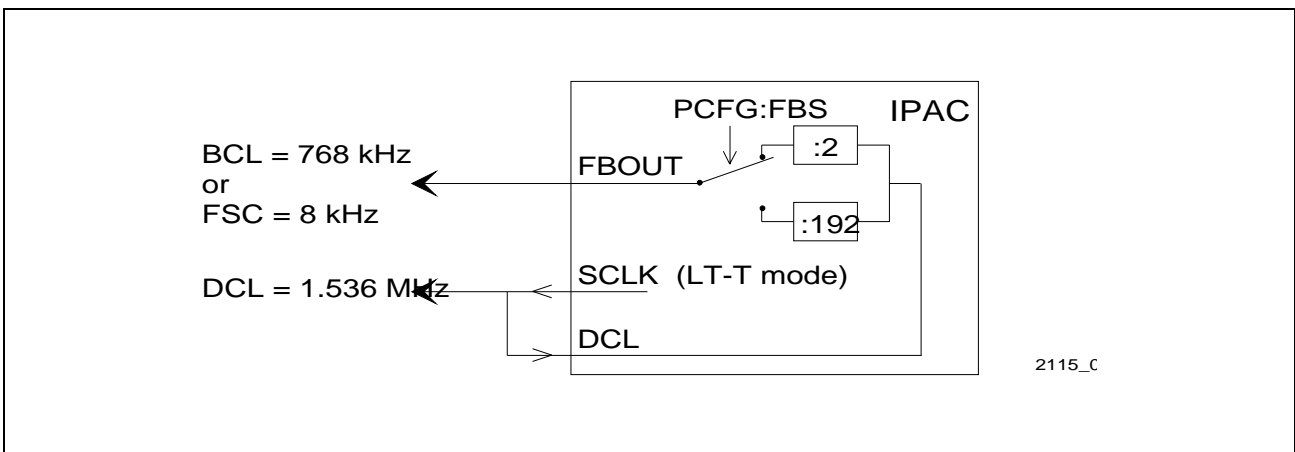 PCFG:FBS IPAC
BCL = 768 kHz
or
FSC = 8 kHz
FBOUT
:2
:192
SCLK (LT-T mode)
DCL = 1.536 MHz
DCL